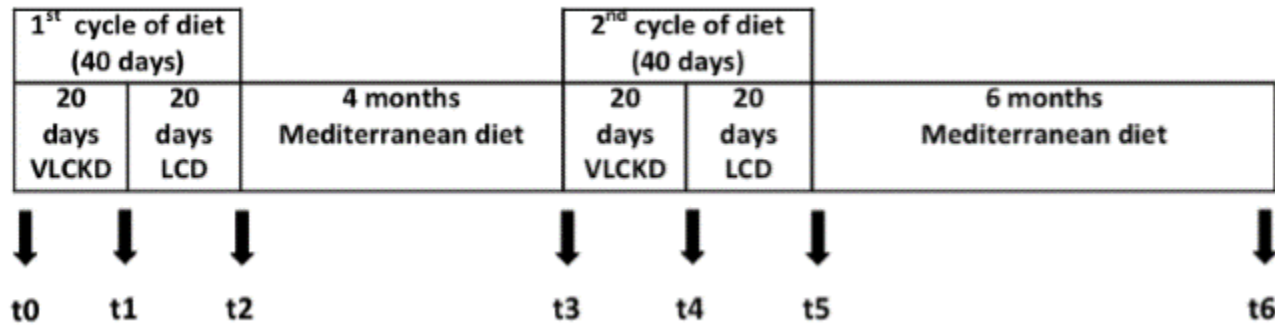 1st cycle of diet
(40 days)
2nd cycle of diet
(40 days)
20
days
VLCKD
20
days
LCD
4 months
Mediterranean diet
20
days
VLCKD
20
days
LCD
6 months
Mediterranean diet
t0
t1
t2
t3
t4
t5
t6